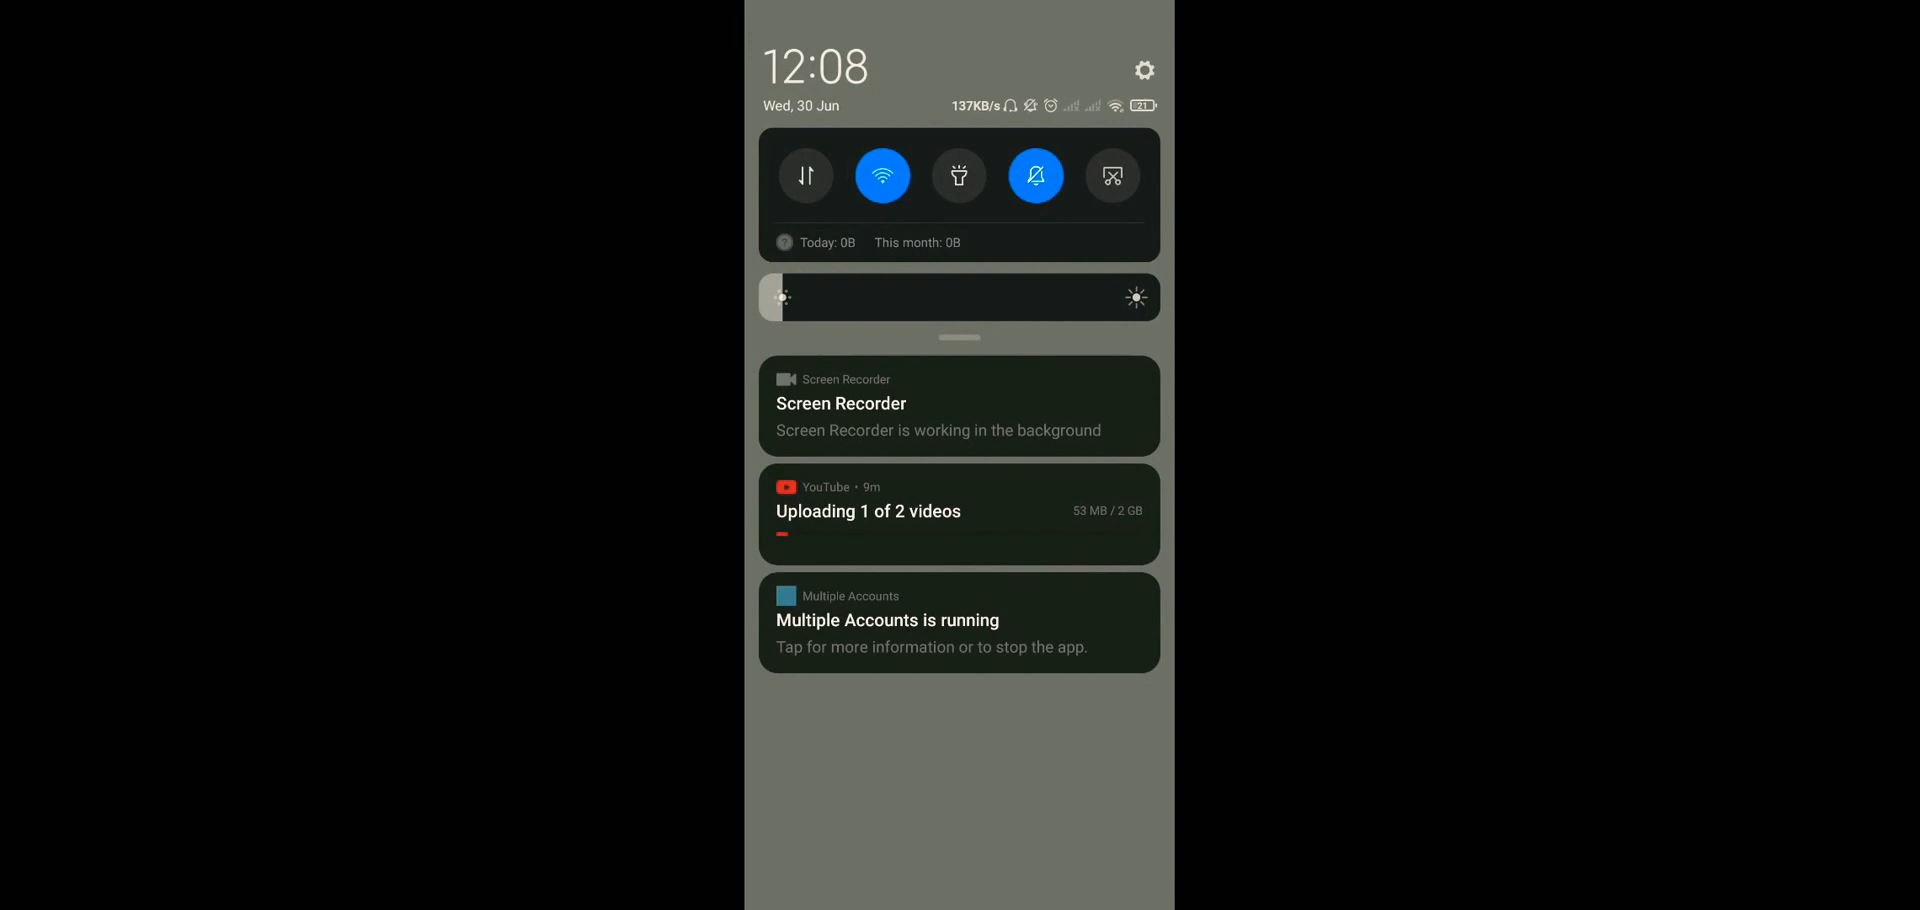 12:08
Wed, 30 Jun 137KB/s 21
Today: 0B This month: 0B
Screen Recorder
Screen Recorder
Screen Recorder is working in the background
YouTube • 9m
Uploading 1 of 2 videos 53 MB / 2 GB
Multiple Accounts
Multiple Accounts is running
Tap for more information or to stop the app.